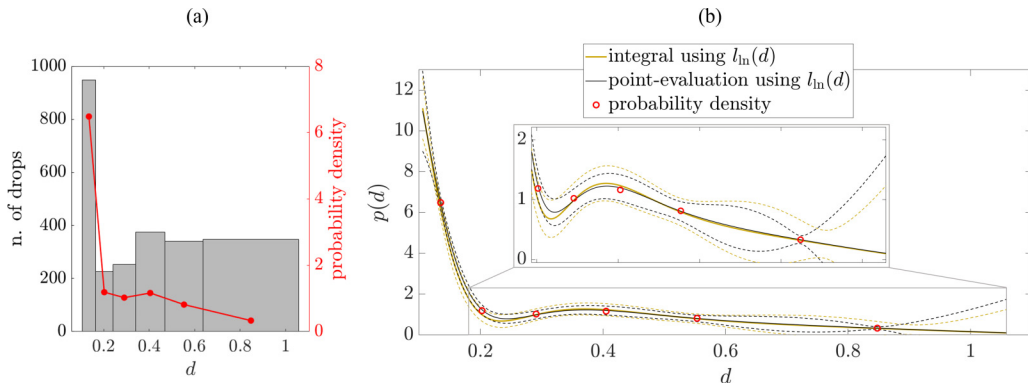 (a)
(b)
1000
800
600
400
200
0
n. of drops
0.2 0.4 0.6 0.8 1
d
8
6
4
2
0
probability density
integral using l_ln(d)
point-evaluation using l_ln(d)
probability density
12
10
8
6
4
2
0
p(d)
2
1
0
0.2 0.4 0.6 0.8 1
d